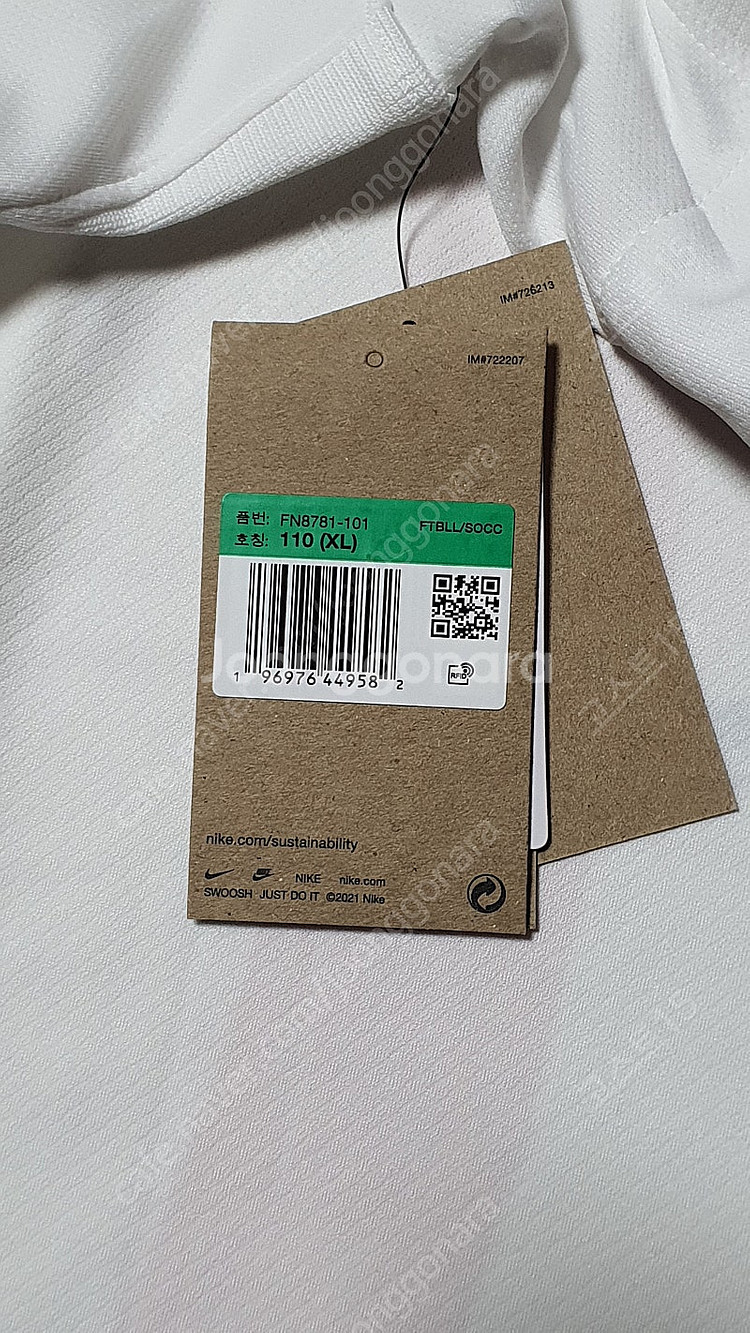 IM#726213
IM#722207
품번: FN8781-101
FTBLL/SOCC
호칭: 110 (XL)
1 96976 44958 2
RFID
Joonggonara
nike.com/sustainability
NIKE nike.com
SWOOSH JUST DO IT ©2021 Nike